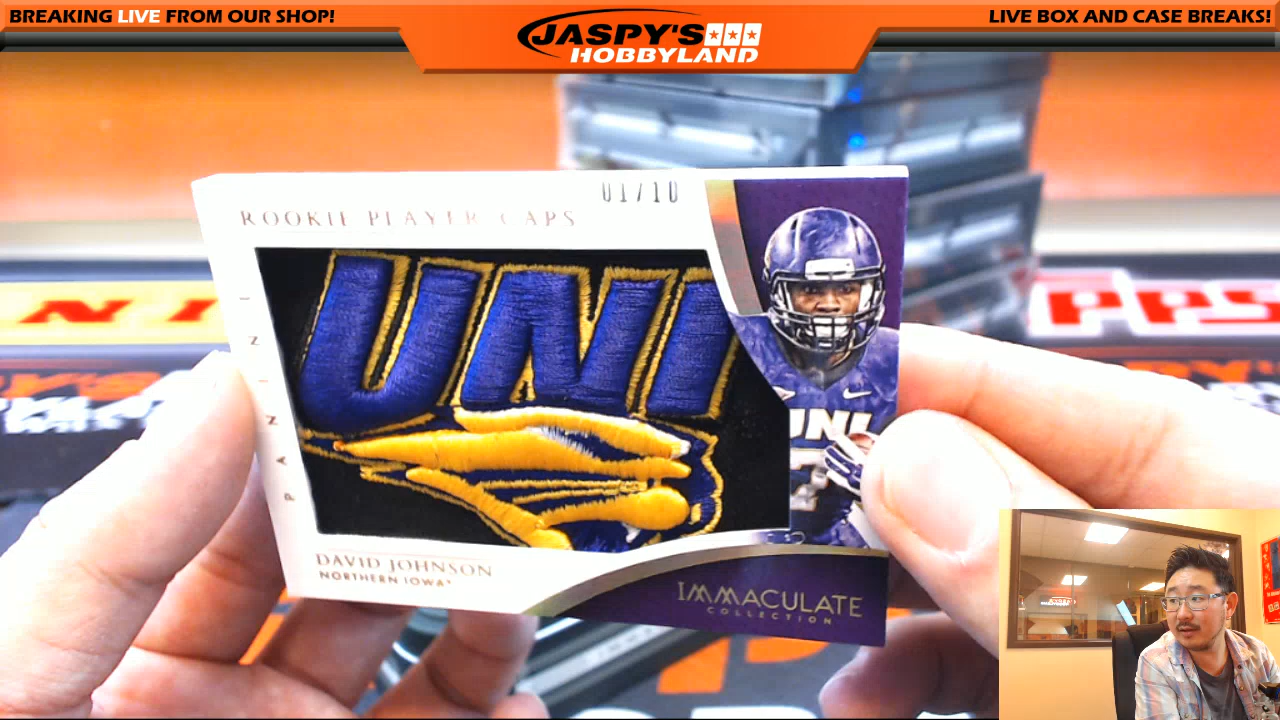 BREAKING LIVE FROM OUR SHOP!
JASPY'S
HOBBYLAND
LIVE BOX AND CASE BREAKS!
01/10
ROOKIE PLAYER CAPS
UNI
UNI
PANINI
DAVID JOHNSON
NORTHERN IOWA
IMMACULATE
COLLECTION